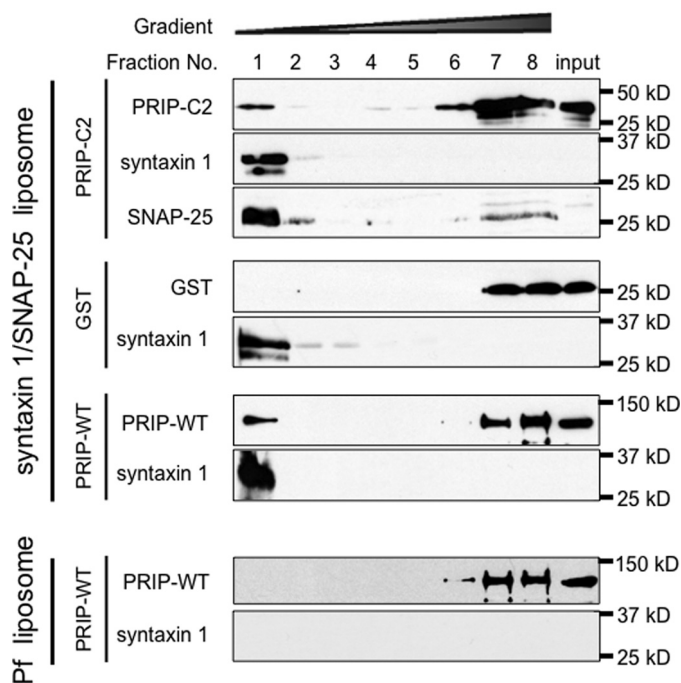 Gradient
Fraction No. 1 2 3 4 5 6 7 8 input
syntaxin 1/SNAP-25 liposome
PRIP-C2
PRIP-C2 50 kD
25 kD
syntaxin 1 37 kD
25 kD
SNAP-25 25 kD
GST
GST 25 kD
syntaxin 1 37 kD
25 kD
PRIP-WT
PRIP-WT 150 kD
syntaxin 1 37 kD
25 kD
Pf liposome
PRIP-WT
PRIP-WT 150 kD
syntaxin 1 37 kD
25 kD